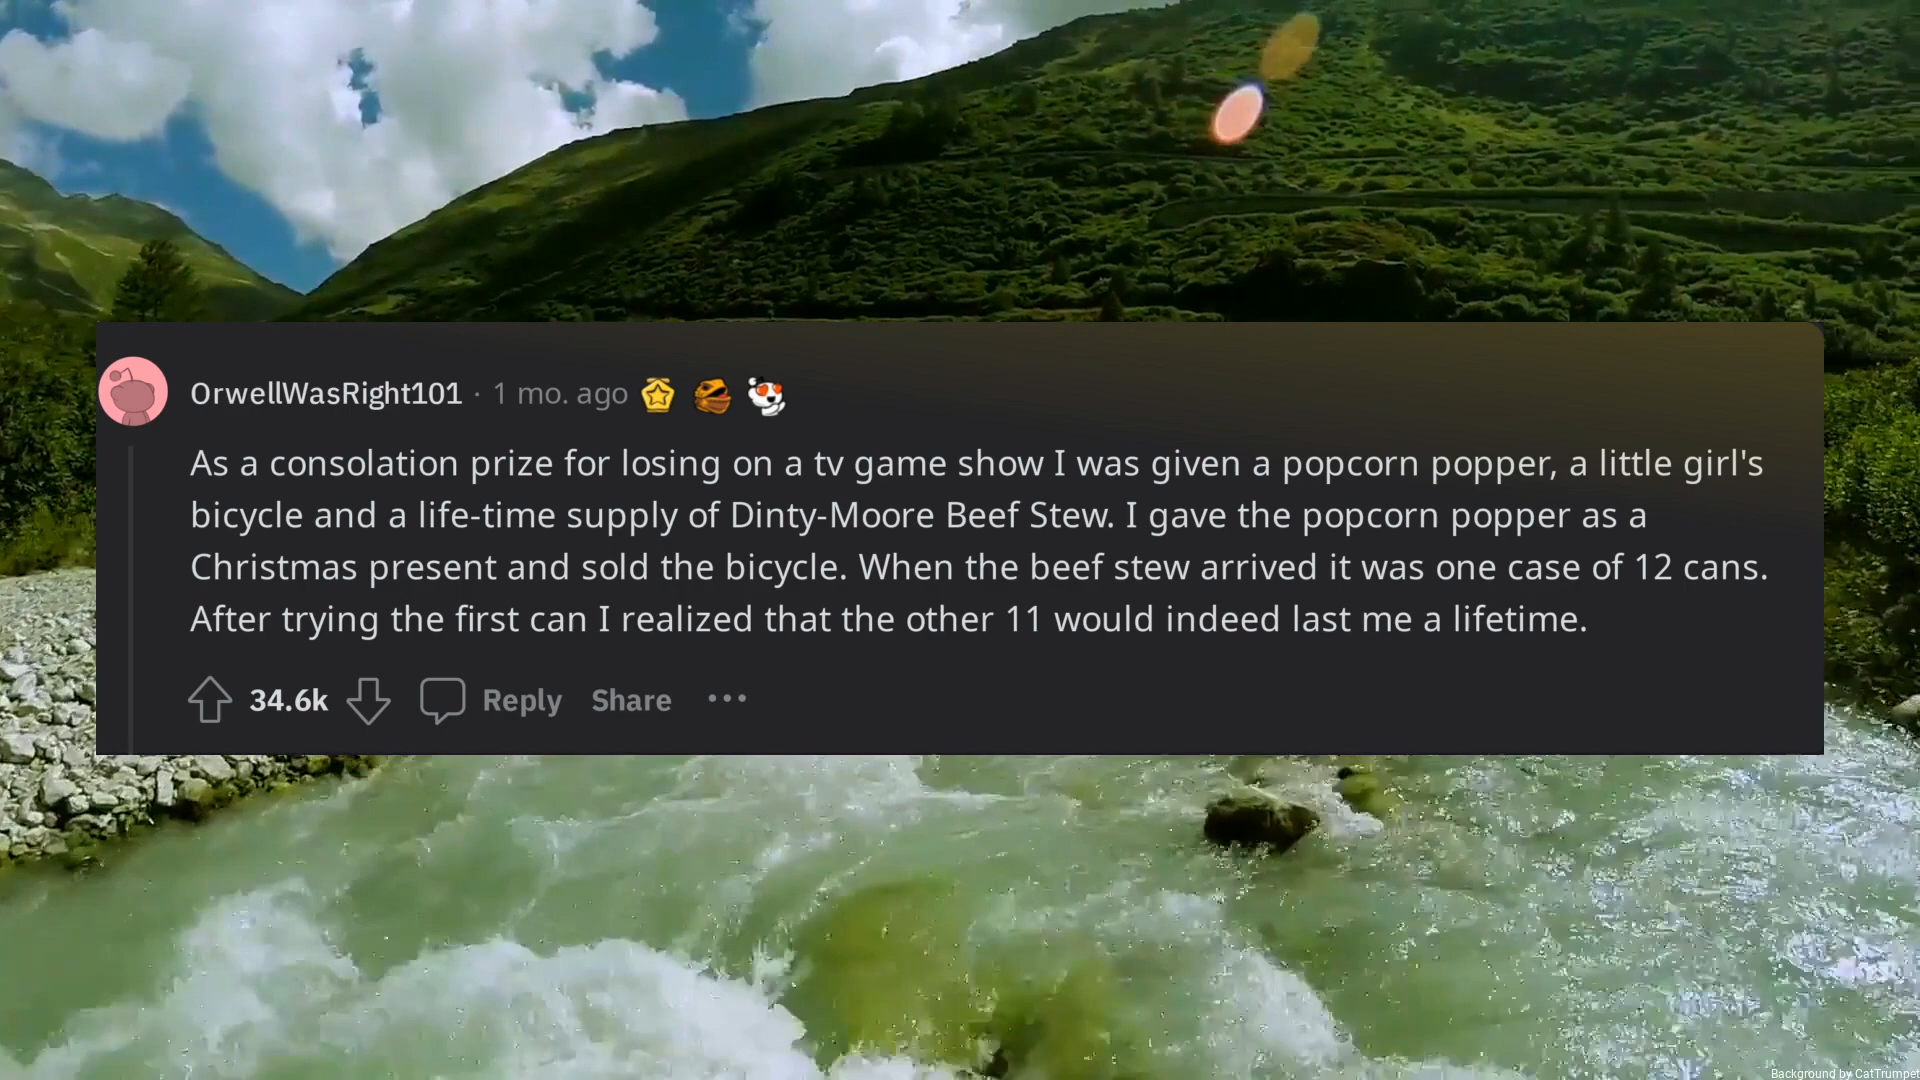 OrwellWasRight101 · 1 mo. ago
As a consolation prize for losing on a tv game show I was given a popcorn popper, a little girl's
bicycle and a life-time supply of Dinty-Moore Beef Stew. I gave the popcorn popper as a
Christmas present and sold the bicycle. When the beef stew arrived it was one case of 12 cans.
After trying the first can I realized that the other 11 would indeed last me a lifetime.
34.6k Reply Share
Background by CatTrumpet